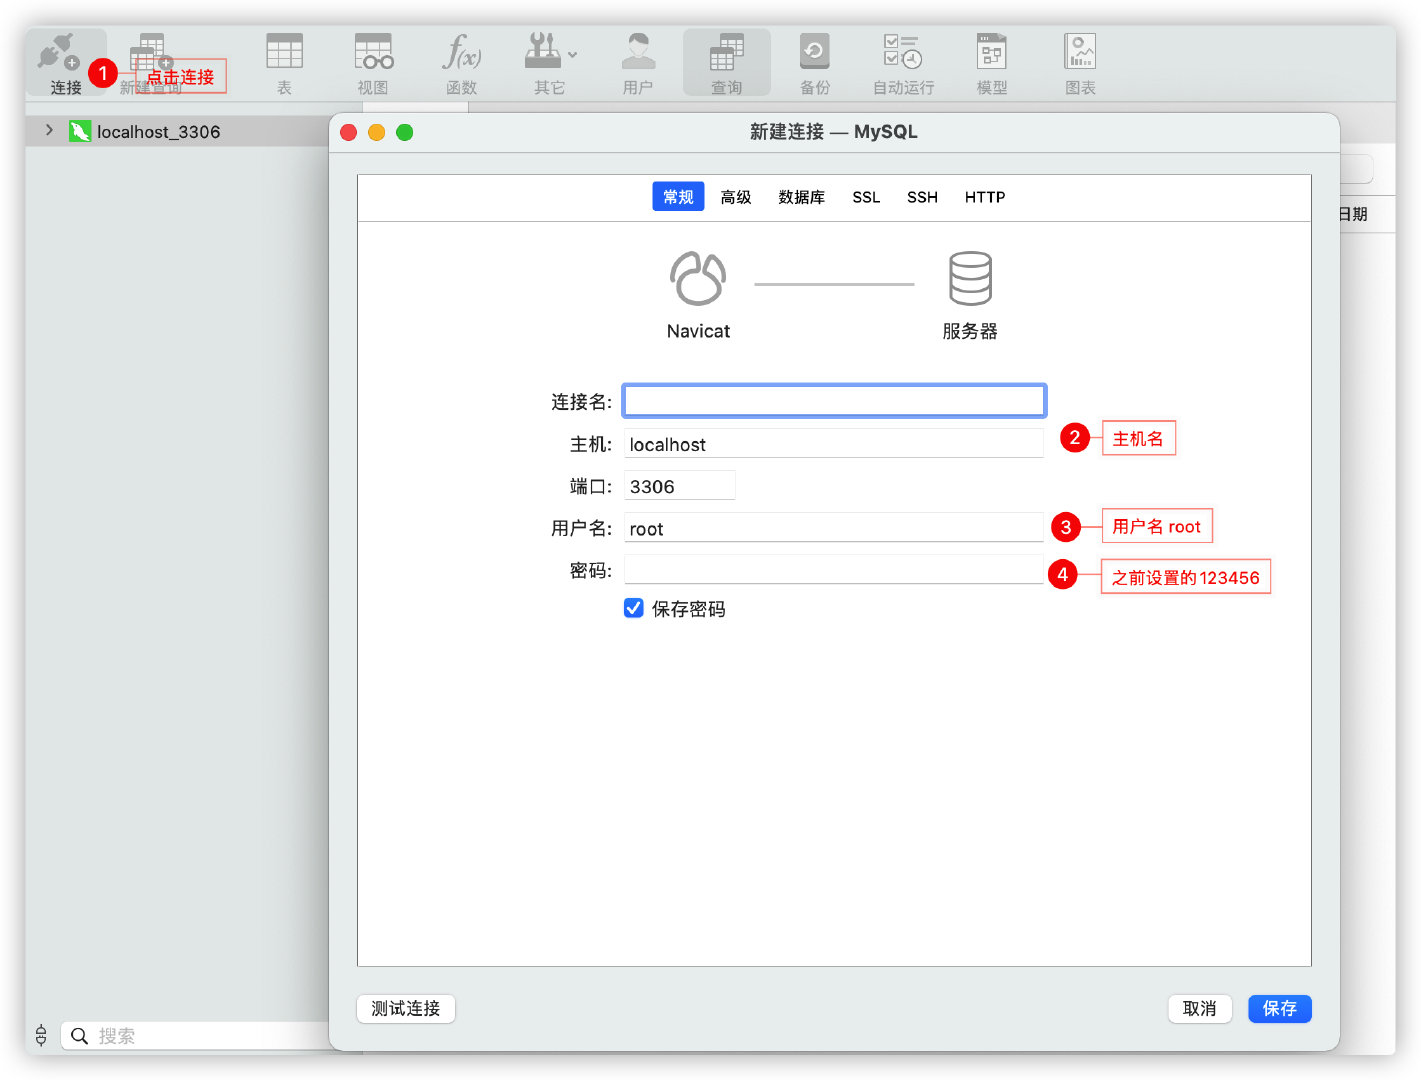 连接
1
点击连接
新建查询
表
视图
f(x)
函数
其它
用户
查询
备份
自动运行
模型
图表
localhost_3306
新建连接 — MySQL
常规 高级 数据库 SSL SSH HTTP
日期
Navicat
服务器
连接名:
主机: localhost
2 主机名
端口: 3306
用户名: root
3 用户名 root
密码:
4 之前设置的123456
保存密码
测试连接
取消
保存
搜索